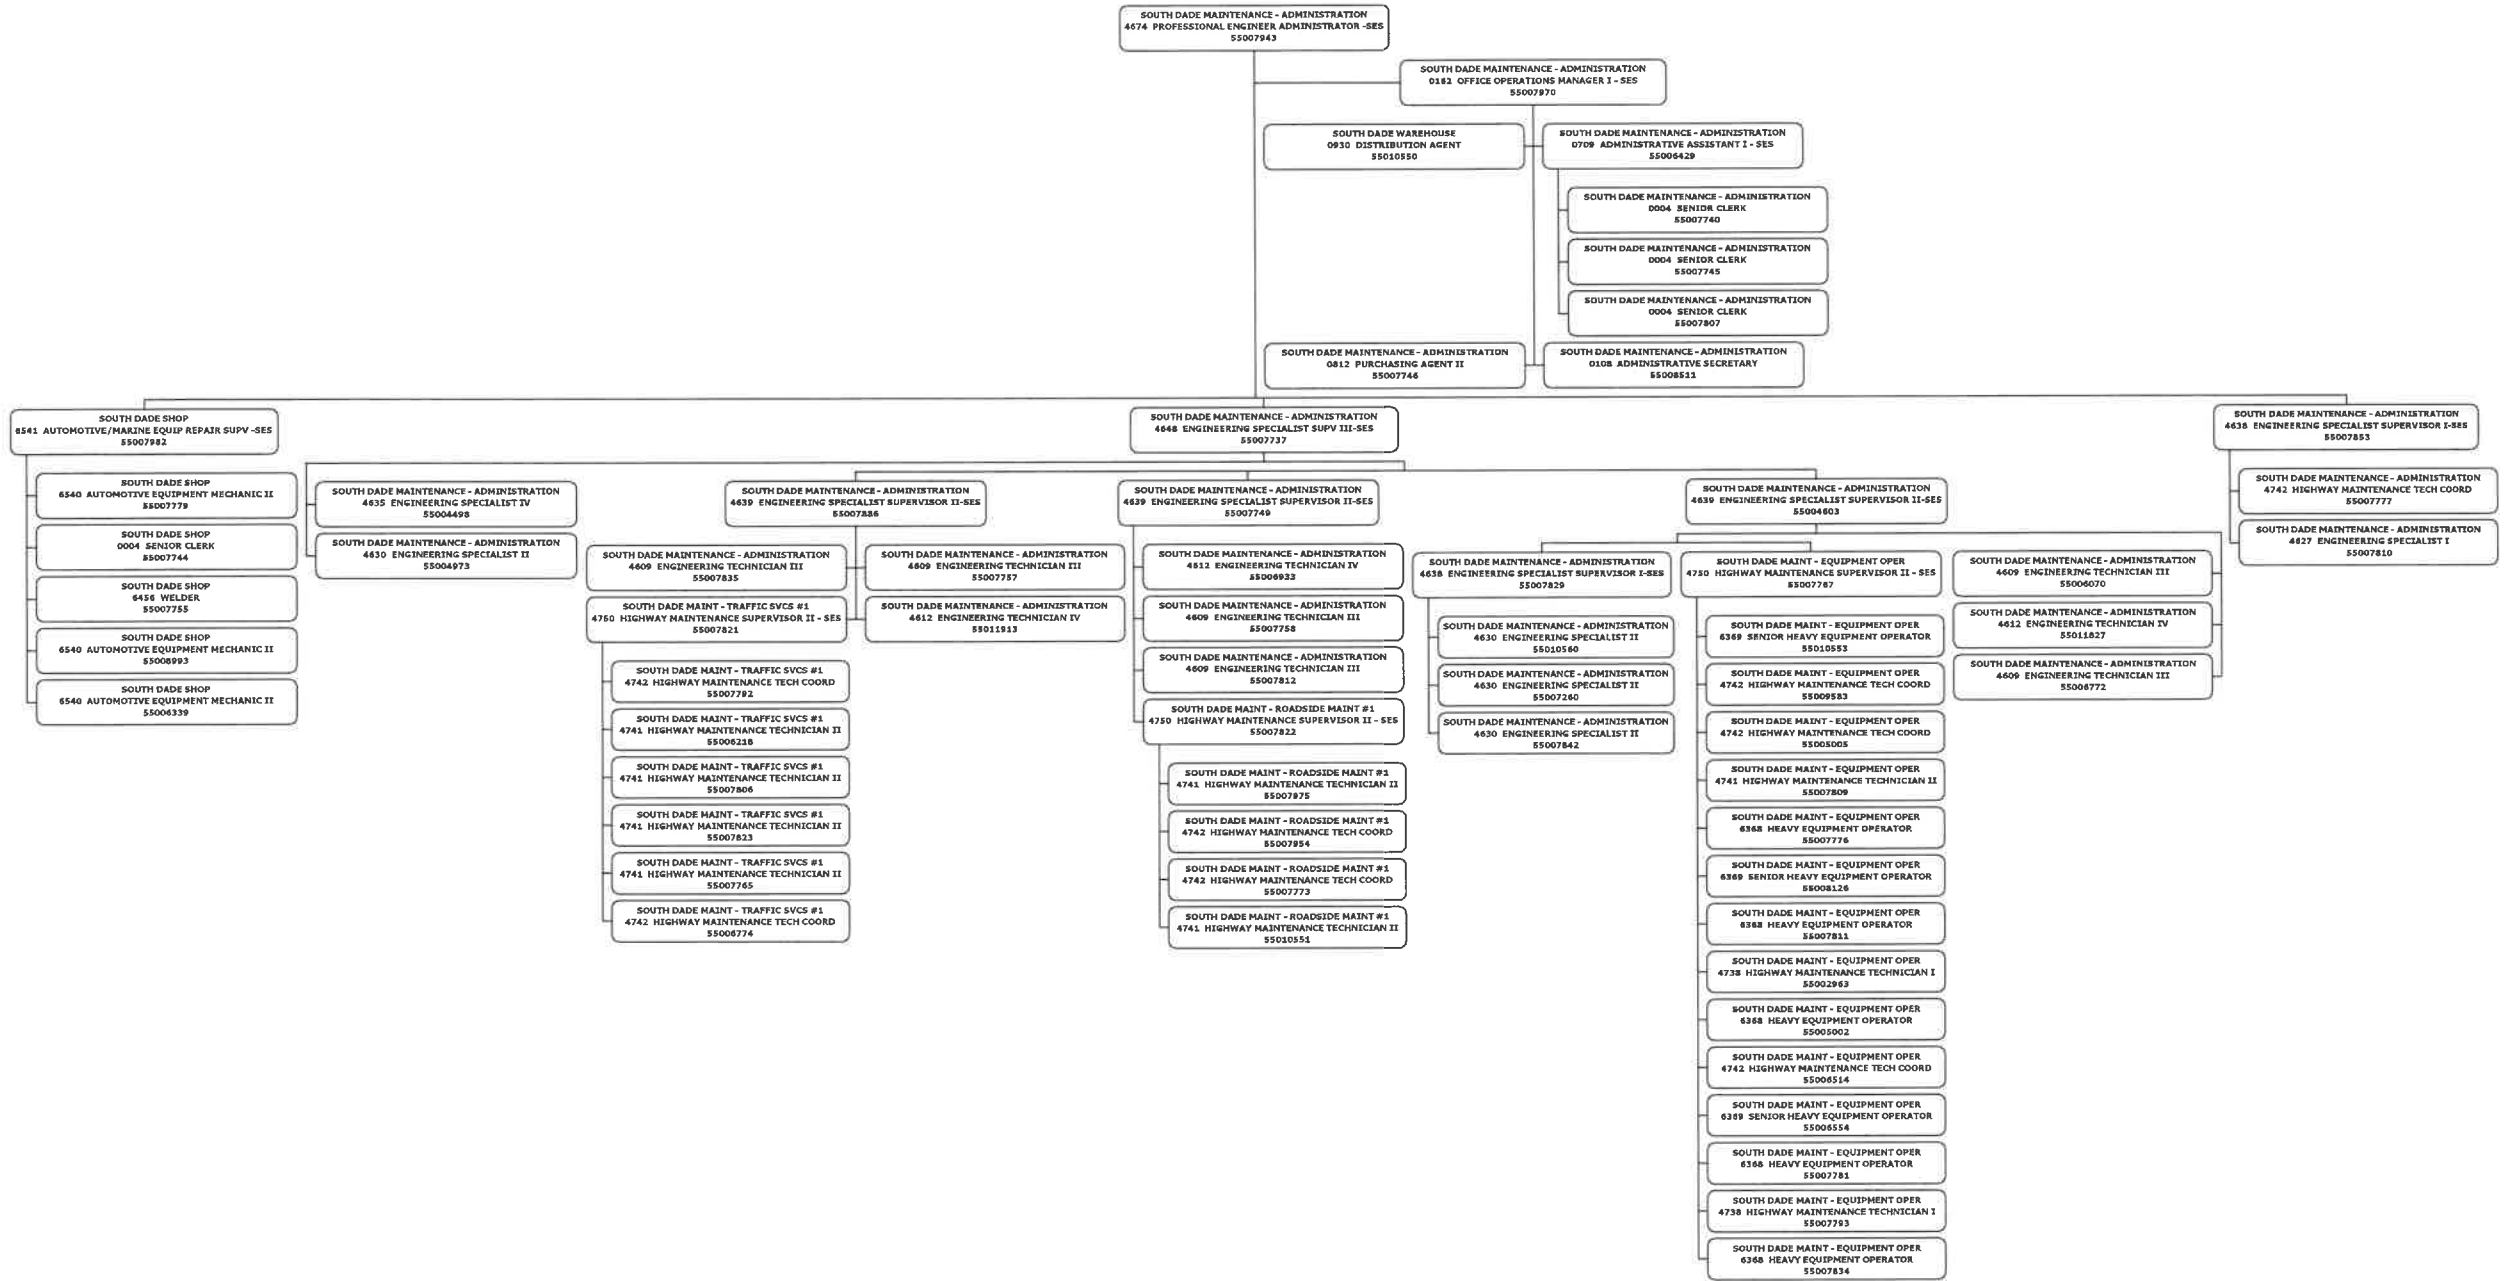 SOUTH DADE MAINTENANCE - ADMINISTRATION
4674 PROFESSIONAL ENGINEER ADMINISTRATOR -SES
55007943
SOUTH DADE MAINTENANCE - ADMINISTRATION
0162 OFFICE OPERATIONS MANAGER I - SES
55007970
SOUTH DADE WAREHOUSE
0930 DISTRIBUTION AGENT
55010550
SOUTH DADE MAINTENANCE - ADMINISTRATION
0709 ADMINISTRATIVE ASSISTANT I - SES
55006429
SOUTH DADE MAINTENANCE - ADMINISTRATION
0004 SENIOR CLERK
55007740
SOUTH DADE MAINTENANCE - ADMINISTRATION
0004 SENIOR CLERK
55007745
SOUTH DADE MAINTENANCE - ADMINISTRATION
0004 SENIOR CLERK
55007807
SOUTH DADE MAINTENANCE - ADMINISTRATION
0812 PURCHASING AGENT II
55007746
SOUTH DADE MAINTENANCE - ADMINISTRATION
0108 ADMINISTRATIVE SECRETARY
55008511
SOUTH DADE SHOP
6541 AUTOMOTIVE/MARINE EQUIP REPAIR SUPV -SES
55007982
SOUTH DADE SHOP
6540 AUTOMOTIVE EQUIPMENT MECHANIC II
55007779
SOUTH DADE SHOP
0004 SENIOR CLERK
55007744
SOUTH DADE SHOP
6456 WELDER
55007755
SOUTH DADE SHOP
6540 AUTOMOTIVE EQUIPMENT MECHANIC II
55008993
SOUTH DADE SHOP
6540 AUTOMOTIVE EQUIPMENT MECHANIC II
55006339
SOUTH DADE MAINTENANCE - ADMINISTRATION
4648 ENGINEERING SPECIALIST SUPV III-SES
55007737
SOUTH DADE MAINTENANCE - ADMINISTRATION
4635 ENGINEERING SPECIALIST IV
55004498
SOUTH DADE MAINTENANCE - ADMINISTRATION
4630 ENGINEERING SPECIALIST II
55004973
SOUTH DADE MAINTENANCE - ADMINISTRATION
4639 ENGINEERING SPECIALIST SUPERVISOR II-SES
55007886
SOUTH DADE MAINTENANCE - ADMINISTRATION
4609 ENGINEERING TECHNICIAN III
55007835
SOUTH DADE MAINTENANCE - ADMINISTRATION
4609 ENGINEERING TECHNICIAN III
55007757
SOUTH DADE MAINT - TRAFFIC SVCS #1
4750 HIGHWAY MAINTENANCE SUPERVISOR II - SES
55007821
SOUTH DADE MAINTENANCE - ADMINISTRATION
4612 ENGINEERING TECHNICIAN IV
55011913
SOUTH DADE MAINT - TRAFFIC SVCS #1
4742 HIGHWAY MAINTENANCE TECH COORD
55007792
SOUTH DADE MAINT - TRAFFIC SVCS #1
4741 HIGHWAY MAINTENANCE TECHNICIAN II
55006218
SOUTH DADE MAINT - TRAFFIC SVCS #1
4741 HIGHWAY MAINTENANCE TECHNICIAN II
55007806
SOUTH DADE MAINT - TRAFFIC SVCS #1
4741 HIGHWAY MAINTENANCE TECHNICIAN II
55007823
SOUTH DADE MAINT - TRAFFIC SVCS #1
4741 HIGHWAY MAINTENANCE TECHNICIAN II
55007765
SOUTH DADE MAINT - TRAFFIC SVCS #1
4742 HIGHWAY MAINTENANCE TECH COORD
55006774
SOUTH DADE MAINTENANCE - ADMINISTRATION
4639 ENGINEERING SPECIALIST SUPERVISOR II-SES
55007749
SOUTH DADE MAINTENANCE - ADMINISTRATION
4612 ENGINEERING TECHNICIAN IV
55006933
SOUTH DADE MAINTENANCE - ADMINISTRATION
4609 ENGINEERING TECHNICIAN III
55007758
SOUTH DADE MAINTENANCE - ADMINISTRATION
4609 ENGINEERING TECHNICIAN III
55007812
SOUTH DADE MAINT - ROADSIDE MAINT #1
4750 HIGHWAY MAINTENANCE SUPERVISOR II - SES
55007822
SOUTH DADE MAINT - ROADSIDE MAINT #1
4741 HIGHWAY MAINTENANCE TECHNICIAN II
55007975
SOUTH DADE MAINT - ROADSIDE MAINT #1
4742 HIGHWAY MAINTENANCE TECH COORD
55007954
SOUTH DADE MAINT - ROADSIDE MAINT #1
4742 HIGHWAY MAINTENANCE TECH COORD
55007773
SOUTH DADE MAINT - ROADSIDE MAINT #1
4741 HIGHWAY MAINTENANCE TECHNICIAN II
55010551
SOUTH DADE MAINTENANCE - ADMINISTRATION
4639 ENGINEERING SPECIALIST SUPERVISOR II-SES
55004603
SOUTH DADE MAINTENANCE - ADMINISTRATION
4636 ENGINEERING SPECIALIST SUPERVISOR I-SES
55007829
SOUTH DADE MAINTENANCE - ADMINISTRATION
4630 ENGINEERING SPECIALIST II
55010560
SOUTH DADE MAINTENANCE - ADMINISTRATION
4630 ENGINEERING SPECIALIST II
55007260
SOUTH DADE MAINTENANCE - ADMINISTRATION
4630 ENGINEERING SPECIALIST II
55007842
SOUTH DADE MAINT - EQUIPMENT OPER
4750 HIGHWAY MAINTENANCE SUPERVISOR II - SES
55007767
SOUTH DADE MAINT - EQUIPMENT OPER
6369 SENIOR HEAVY EQUIPMENT OPERATOR
55010553
SOUTH DADE MAINT - EQUIPMENT OPER
4742 HIGHWAY MAINTENANCE TECH COORD
55009583
SOUTH DADE MAINT - EQUIPMENT OPER
4742 HIGHWAY MAINTENANCE TECH COORD
55005005
SOUTH DADE MAINT - EQUIPMENT OPER
4741 HIGHWAY MAINTENANCE TECHNICIAN II
55007809
SOUTH DADE MAINT - EQUIPMENT OPER
6368 HEAVY EQUIPMENT OPERATOR
55007776
SOUTH DADE MAINT - EQUIPMENT OPER
6369 SENIOR HEAVY EQUIPMENT OPERATOR
55008126
SOUTH DADE MAINT - EQUIPMENT OPER
6368 HEAVY EQUIPMENT OPERATOR
55007811
SOUTH DADE MAINT - EQUIPMENT OPER
4738 HIGHWAY MAINTENANCE TECHNICIAN I
55002963
SOUTH DADE MAINT - EQUIPMENT OPER
6368 HEAVY EQUIPMENT OPERATOR
55005002
SOUTH DADE MAINT - EQUIPMENT OPER
4742 HIGHWAY MAINTENANCE TECH COORD
55006514
SOUTH DADE MAINT - EQUIPMENT OPER
6369 SENIOR HEAVY EQUIPMENT OPERATOR
55006554
SOUTH DADE MAINT - EQUIPMENT OPER
6368 HEAVY EQUIPMENT OPERATOR
55007781
SOUTH DADE MAINT - EQUIPMENT OPER
4738 HIGHWAY MAINTENANCE TECHNICIAN I
55007793
SOUTH DADE MAINT - EQUIPMENT OPER
6368 HEAVY EQUIPMENT OPERATOR
55007834
SOUTH DADE MAINTENANCE - ADMINISTRATION
4609 ENGINEERING TECHNICIAN III
55006070
SOUTH DADE MAINTENANCE - ADMINISTRATION
4612 ENGINEERING TECHNICIAN IV
55011827
SOUTH DADE MAINTENANCE - ADMINISTRATION
4609 ENGINEERING TECHNICIAN III
55006772
SOUTH DADE MAINTENANCE - ADMINISTRATION
4636 ENGINEERING SPECIALIST SUPERVISOR I-SES
55007853
SOUTH DADE MAINTENANCE - ADMINISTRATION
4742 HIGHWAY MAINTENANCE TECH COORD
55007777
SOUTH DADE MAINTENANCE - ADMINISTRATION
4627 ENGINEERING SPECIALIST I
55007810